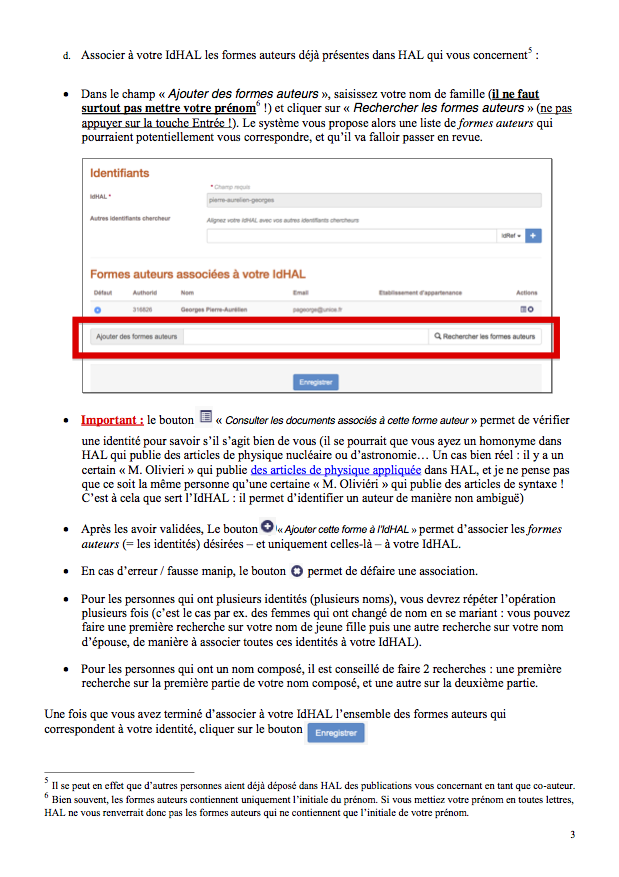 d. Associer à votre IdHAL les formes auteurs déjà présentes dans HAL qui vous concernent5 :
• Dans le champ « Ajouter des formes auteurs », saisissez votre nom de famille (il ne faut
surtout pas mettre votre prénom6 !) et cliquer sur « Rechercher les formes auteurs » (ne pas
appuyer sur la touche Entrée !). Le système vous propose alors une liste de formes auteurs qui
pourraient potentiellement vous correspondre, et qu’il va falloir passer en revue.
Identifiants
* Champ requis
IdHAL *
pierre-aurelien-georges
Autres identifiants chercheur
Alignez votre IdHAL avec vos autres identifiants chercheurs
IdRef
Formes auteurs associées à votre IdHAL
Défaut AuthorId Nom Email Etablissement d'appartenance Actions
316826 Georges Pierre-Aurélien pageorge@unice.fr
Ajouter des formes auteurs Rechercher les formes auteurs
Enregistrer
• Important : le bouton « Consulter les documents associés à cette forme auteur » permet de vérifier
une identité pour savoir s’il s’agit bien de vous (il se pourrait que vous ayez un homonyme dans
HAL qui publie des articles de physique nucléaire ou d’astronomie… Un cas bien réel : il y a un
certain « M. Olivieri » qui publie des articles de physique appliquée dans HAL, et je ne pense pas
que ce soit la même personne qu’une certaine « M. Oliviéri » qui publie des articles de syntaxe !
C’est à cela que sert l’IdHAL : il permet d’identifier un auteur de manière non ambiguë)
• Après les avoir validées, Le bouton « Ajouter cette forme à l'IdHAL » permet d’associer les formes
auteurs (= les identités) désirées – et uniquement celles-là – à votre IdHAL.
• En cas d’erreur / fausse manip, le bouton permet de défaire une association.
• Pour les personnes qui ont plusieurs identités (plusieurs noms), vous devrez répéter l’opération
plusieurs fois (c’est le cas par ex. des femmes qui ont changé de nom en se mariant : vous pouvez
faire une première recherche sur votre nom de jeune fille puis une autre recherche sur votre nom
d’épouse, de manière à associer toutes ces identités à votre IdHAL).
• Pour les personnes qui ont un nom composé, il est conseillé de faire 2 recherches : une première
recherche sur la première partie de votre nom composé, et une autre sur la deuxième partie.
Une fois que vous avez terminé d’associer à votre IdHAL l’ensemble des formes auteurs qui
correspondent à votre identité, cliquer sur le bouton Enregistrer
5 Il se peut en effet que d’autres personnes aient déjà déposé dans HAL des publications vous concernant en tant que co-auteur.
6 Bien souvent, les formes auteurs contiennent uniquement l’initiale du prénom. Si vous mettiez votre prénom en toutes lettres,
HAL ne vous renverrait donc pas les formes auteurs qui ne contiennent que l’initiale de votre prénom.
3